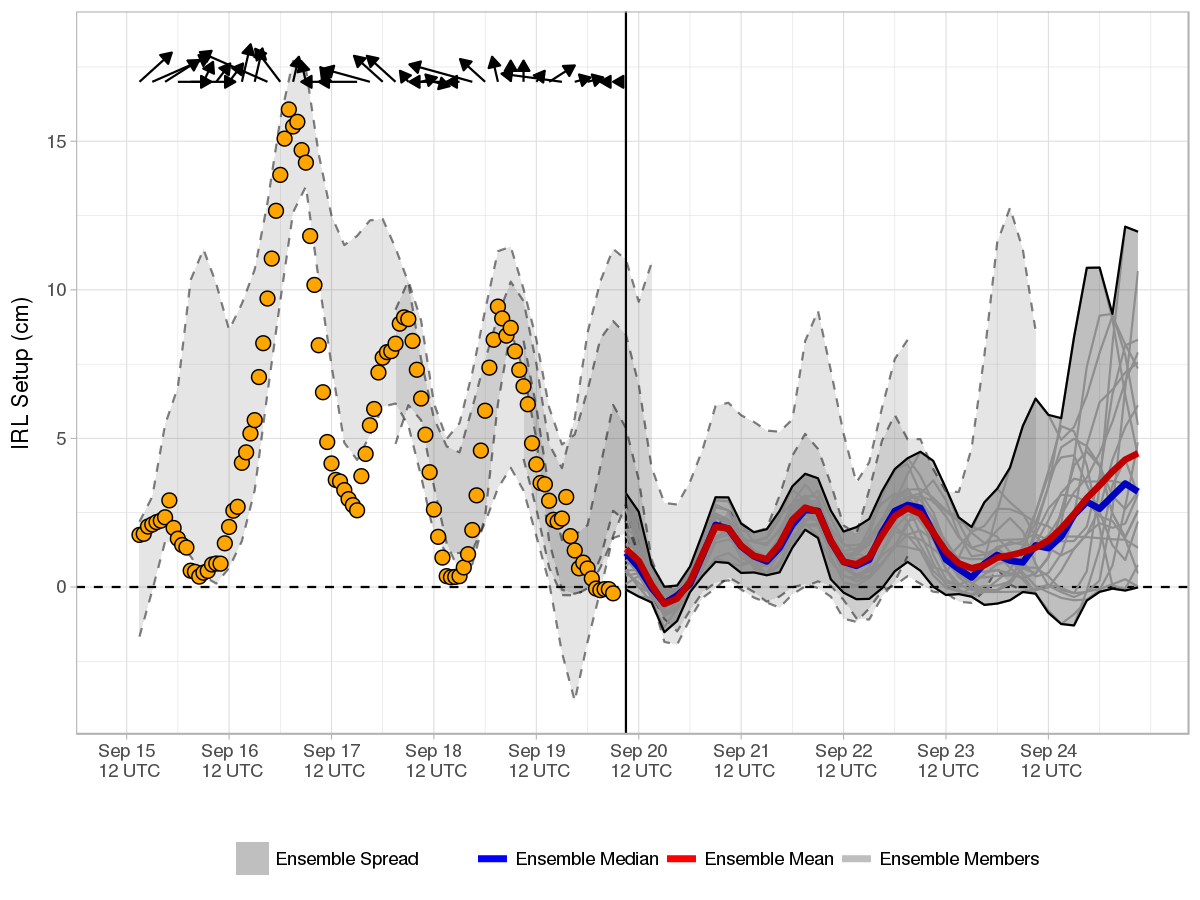 IRL Setup (cm)
15
10
5
0
Sep 15 Sep 16 Sep 17 Sep 18 Sep 19 Sep 20 Sep 21 Sep 22 Sep 23 Sep 24
12 UTC 12 UTC 12 UTC 12 UTC 12 UTC 12 UTC 12 UTC 12 UTC 12 UTC 12 UTC
Ensemble Spread Ensemble Median Ensemble Mean Ensemble Members